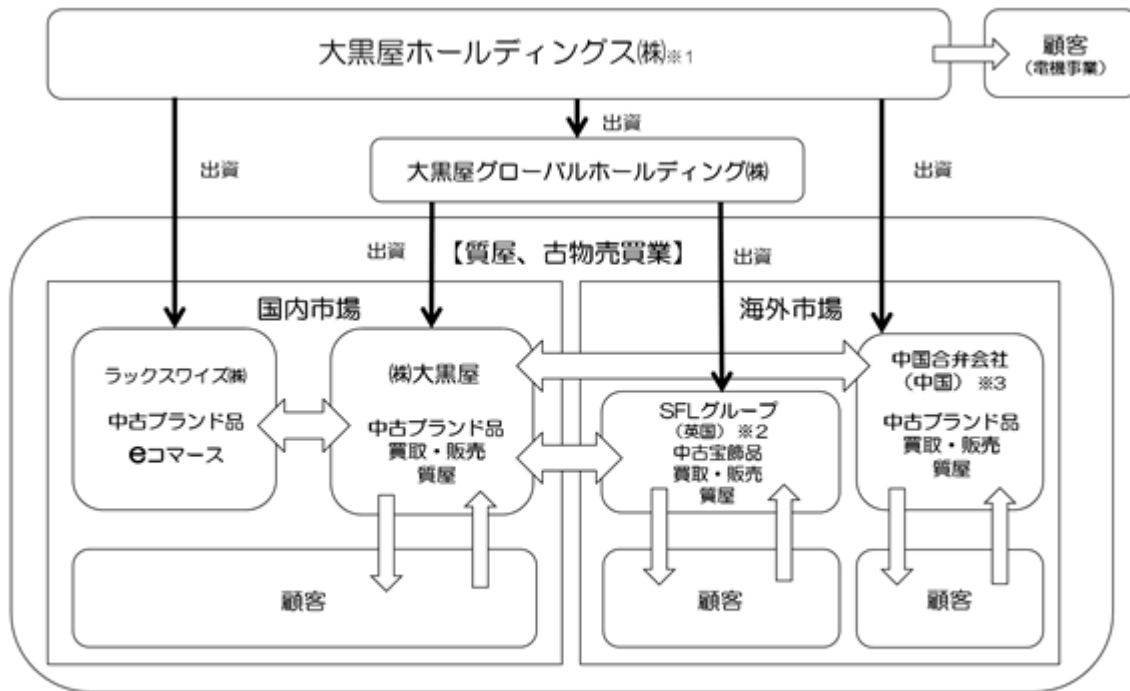 大黒屋ホールディングス㈱※1
顧客
（電機事業）
出資
出資
出資
大黒屋グローバルホールディング㈱
出資
【質屋、古物売買業】
出資
国内市場
海外市場
ラックスワイズ㈱
中古ブランド品
eコマース
㈱大黒屋
中古ブランド品
買取・販売
質屋
SFLグループ
（英国）※2
中古宝飾品
買取・販売
質屋
中国合弁会社
（中国）※3
中古ブランド品
買取・販売
質屋
顧客
顧客
顧客